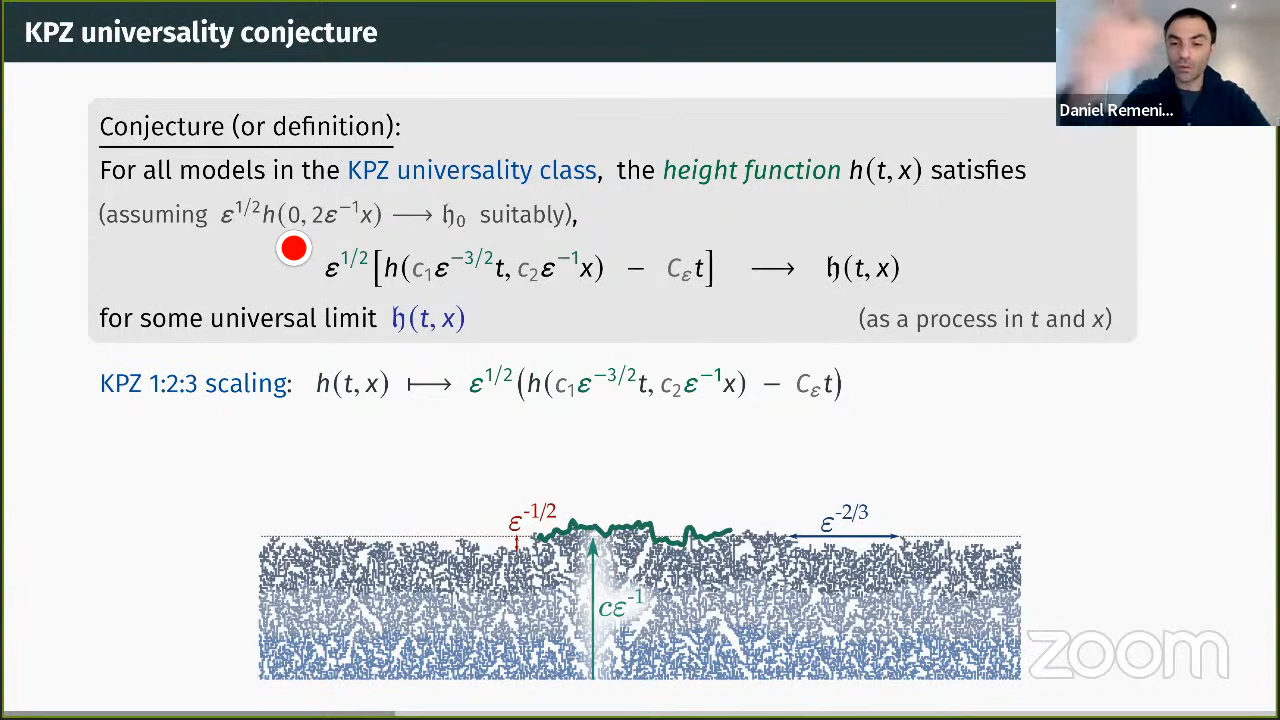 KPZ universality conjecture
Daniel Remeni...
Conjecture (or definition):
For all models in the KPZ universality class, the height function h(t, x) satisfies
(assuming ε^{1/2}h(0, 2ε^{−1}x) ⟶ 𝔥₀ suitably),
ε^{1/2}[h(c₁ε^{−3/2}t, c₂ε^{−1}x) − C_εt] ⟶ 𝔥(t, x)
for some universal limit 𝔥(t, x) (as a process in t and x)
KPZ 1:2:3 scaling: h(t, x) ⟼ ε^{1/2}(h(c₁ε^{−3/2}t, c₂ε^{−1}x) − C_εt)
ε^{-1/2} ε^{-2/3}
cε^{-1}
zoom